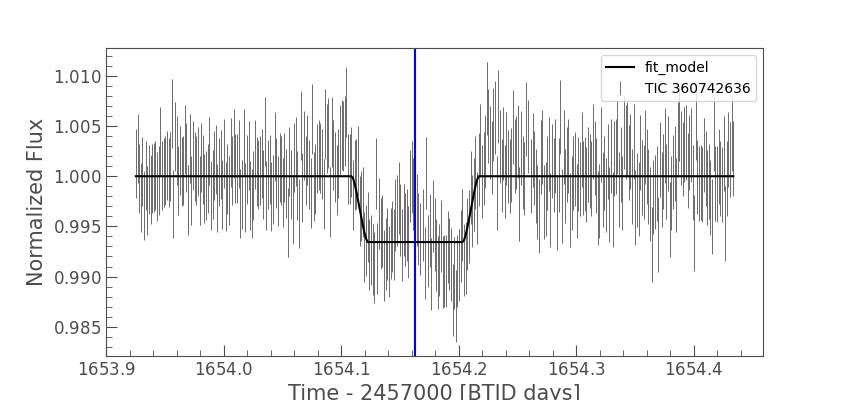 1.010
1.005
1.000
0.995
0.990
0.985
Normalized Flux
fit_model
TIC 360742636
1653.9 1654.0 1654.1 1654.2 1654.3 1654.4
Time - 2457000 [BTJD days]